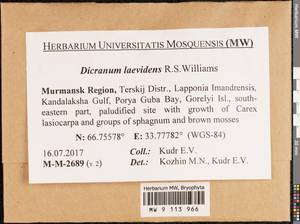 HERBARIUM UNIVERSITATIS MOSQUENSIS (MW)
Dicranum laevidens R.S.Williams
Murmansk Region, Terskij Distr., Lapponia Imandrensis,
Kandalaksha Gulf, Porya Guba Bay, Gorelyi Isl., south-
eastern part, paludified site with growth of Carex
lasiocarpa and groups of sphagnum and brown mosses
N: 66.75578° E: 33.77782° (WGS-84)
16.07.2017 Coll.: Kudr E.V.
M-M-2689 (т 2) Det.: Kozhin M.N., Kudr E.V.
Herbarium MW, Bryophyta
MW 9 113 966